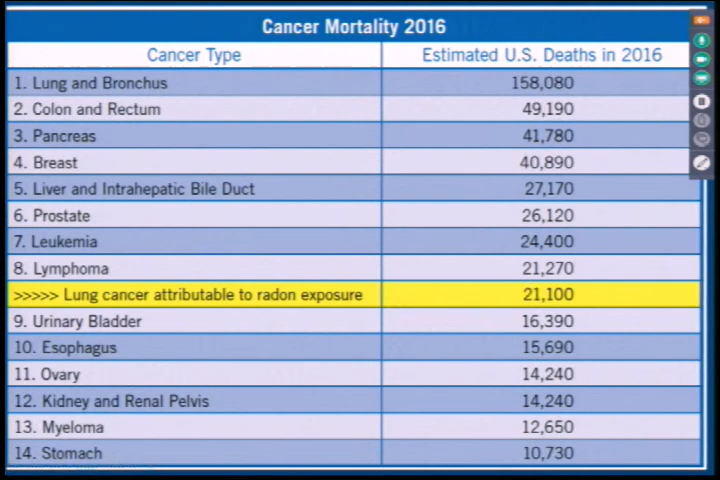 Cancer Mortality 2016
Cancer Type Estimated U.S. Deaths in 2016
1. Lung and Bronchus 158,080
2. Colon and Rectum 49,190
3. Pancreas 41,780
4. Breast 40,890
5. Liver and Intrahepatic Bile Duct 27,170
6. Prostate 26,120
7. Leukemia 24,400
8. Lymphoma 21,270
>>>>> Lung cancer attributable to radon exposure 21,100
9. Urinary Bladder 16,390
10. Esophagus 15,690
11. Ovary 14,240
12. Kidney and Renal Pelvis 14,240
13. Myeloma 12,650
14. Stomach 10,730